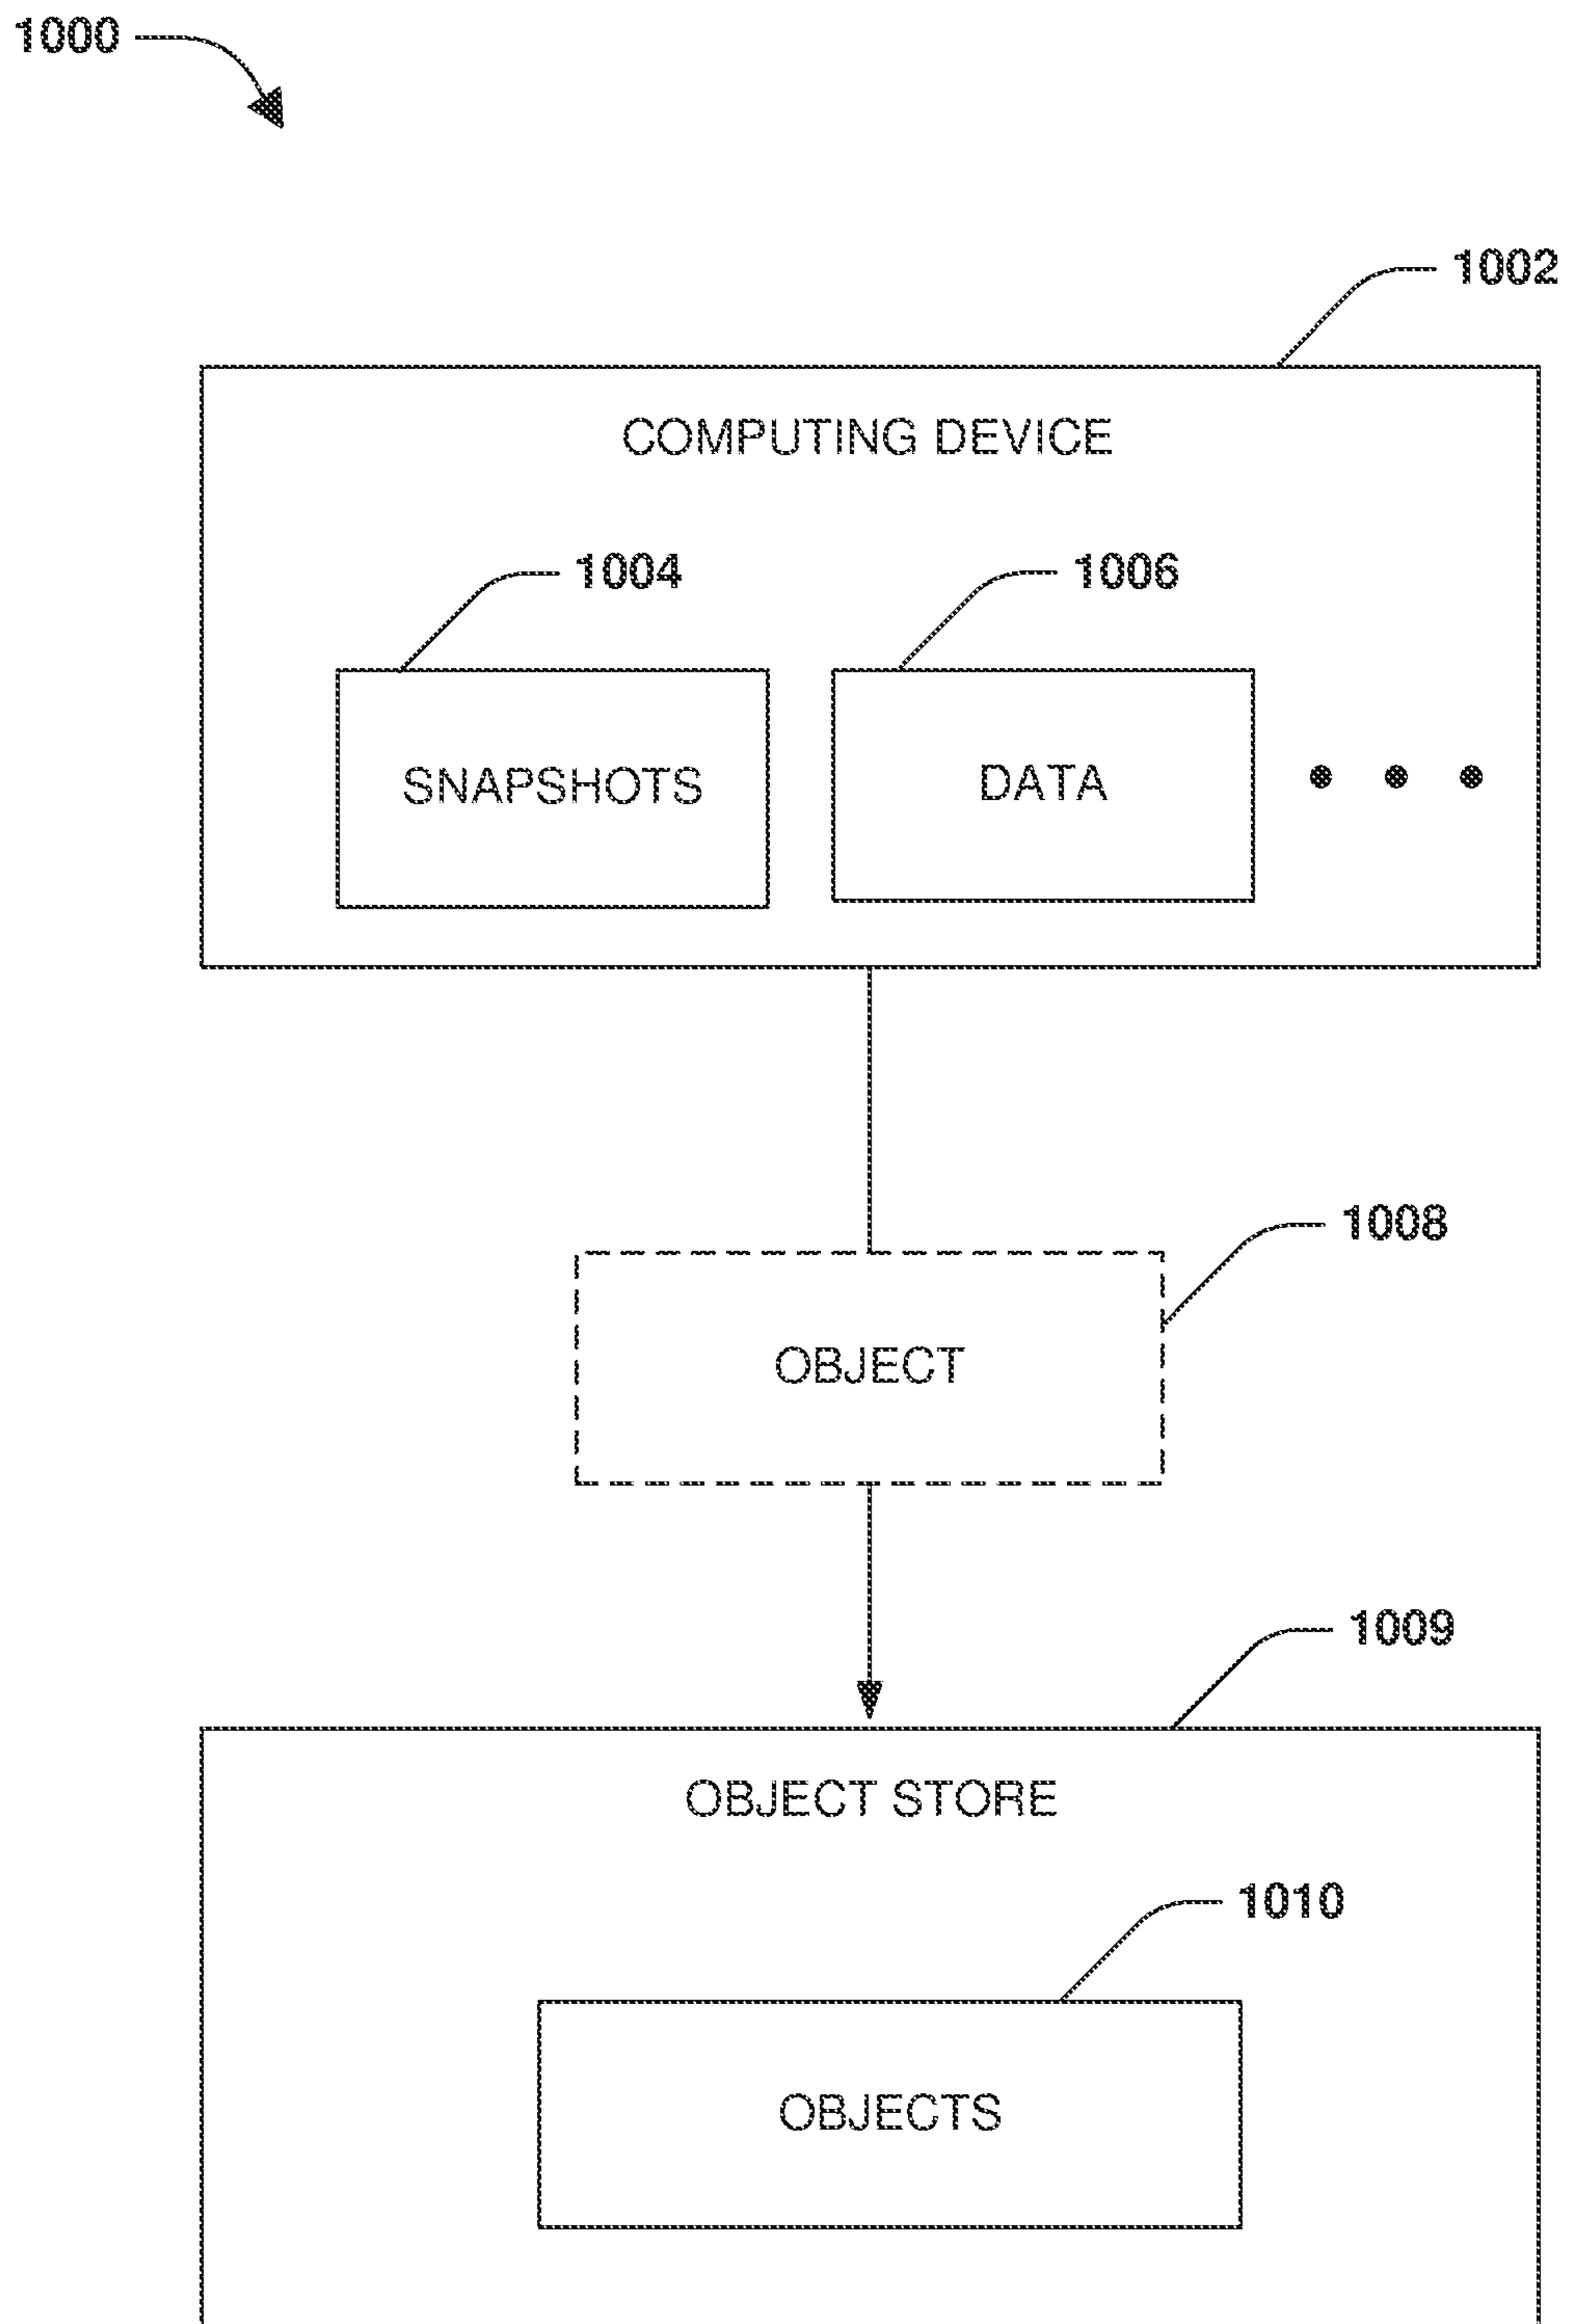 1000
1002
COMPUTING DEVICE
1004
1006
SNAPSHOTS
DATA
1008
OBJECT
1009
OBJECT STORE
1010
OBJECTS